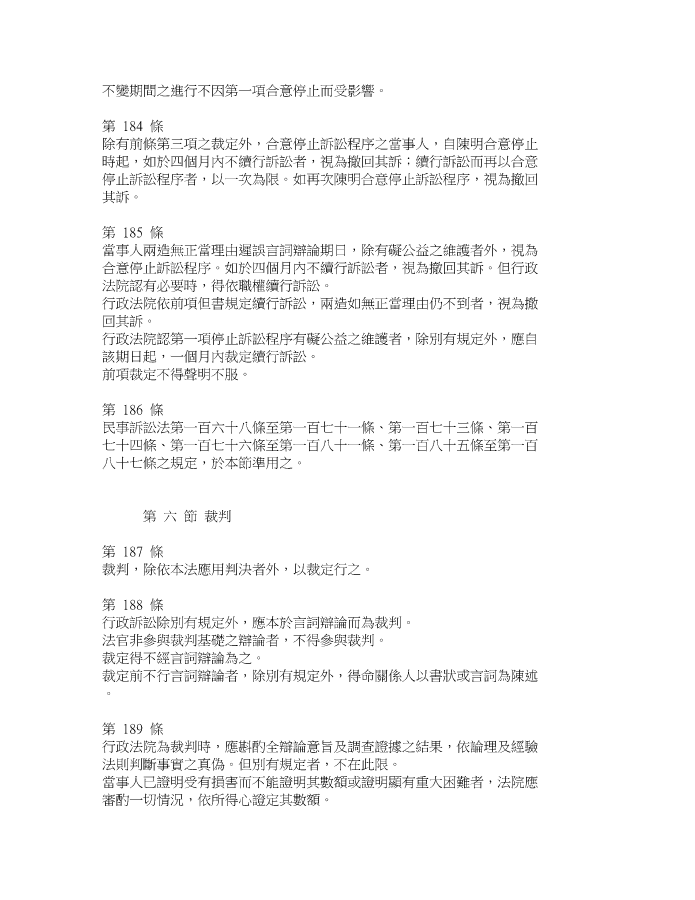 不變期間之進行不因第一項合意停止而受影響。
第 184 條
除有前條第三項之裁定外，合意停止訴訟程序之當事人，自陳明合意停止
時起，如於四個月內不續行訴訟者，視為撤回其訴；續行訴訟而再以合意
停止訴訟程序者，以一次為限。如再次陳明合意停止訴訟程序，視為撤回
其訴。
第 185 條
當事人兩造無正當理由遲誤言詞辯論期日，除有礙公益之維護者外，視為
合意停止訴訟程序。如於四個月內不續行訴訟者，視為撤回其訴。但行政
法院認有必要時，得依職權續行訴訟。
行政法院依前項但書規定續行訴訟，兩造如無正當理由仍不到者，視為撤
回其訴。
行政法院認第一項停止訴訟程序有礙公益之維護者，除別有規定外，應自
該期日起，一個月內裁定續行訴訟。
前項裁定不得聲明不服。
第 186 條
民事訴訟法第一百六十八條至第一百七十一條、第一百七十三條、第一百
七十四條、第一百七十六條至第一百八十一條、第一百八十五條至第一百
八十七條之規定，於本節準用之。
第 六 節 裁判
第 187 條
裁判，除依本法應用判決者外，以裁定行之。
第 188 條
行政訴訟除別有規定外，應本於言詞辯論而為裁判。
法官非參與裁判基礎之辯論者，不得參與裁判。
裁定得不經言詞辯論為之。
裁定前不行言詞辯論者，除別有規定外，得命關係人以書狀或言詞為陳述
。
第 189 條
行政法院為裁判時，應斟酌全辯論意旨及調查證據之結果，依論理及經驗
法則判斷事實之真偽。但別有規定者，不在此限。
當事人已證明受有損害而不能證明其數額或證明顯有重大困難者，法院應
審酌一切情況，依所得心證定其數額。